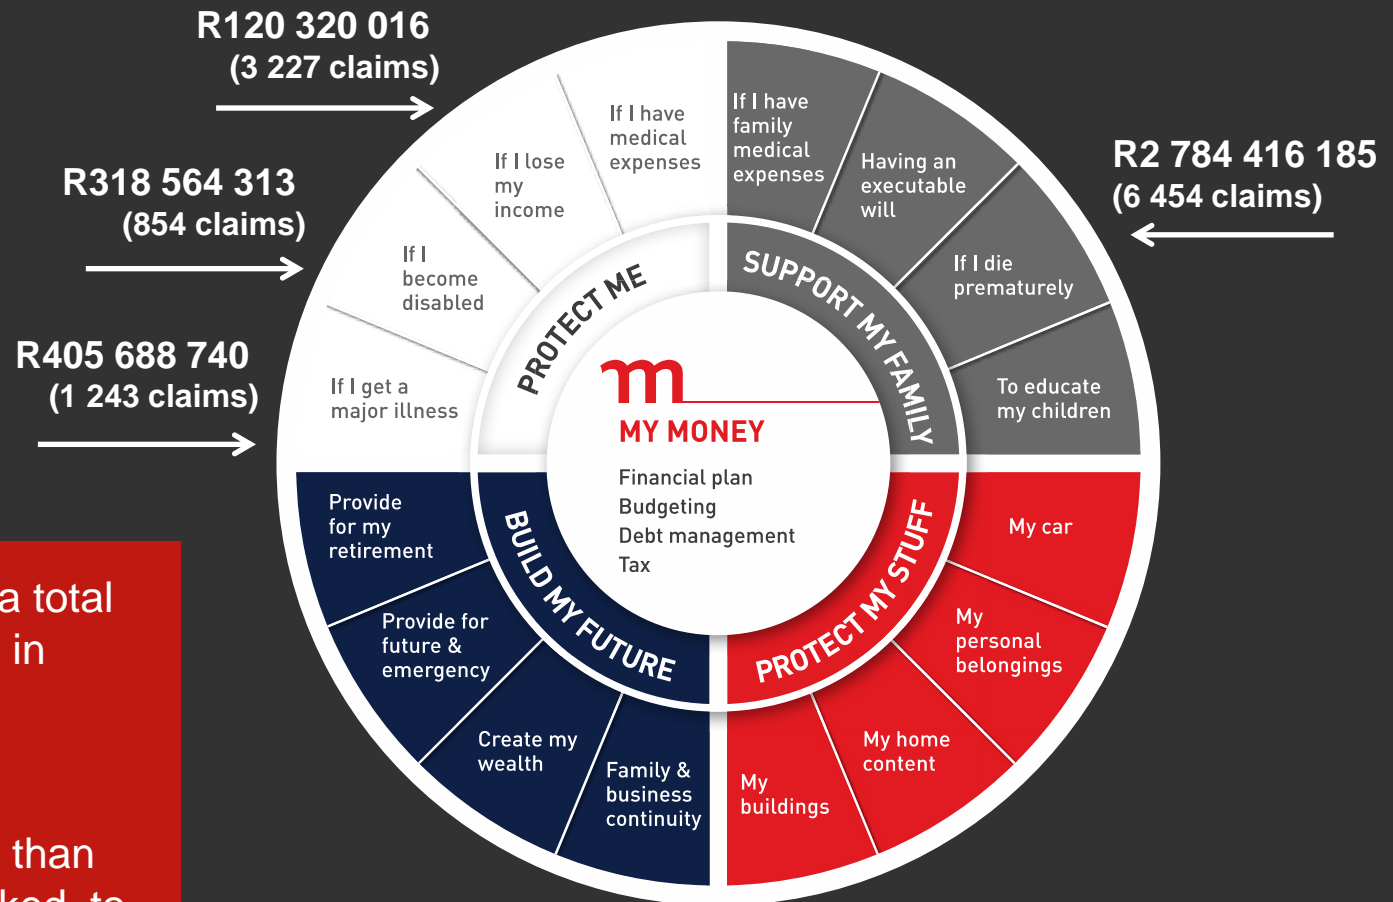 R120 320 016
(3 227 claims)
R318 564 313
(854 claims)
R405 688 740
(1 243 claims)
R2 784 416 185
(6 454 claims)
If I have
medical
expenses
If I lose
my
income
If I
become
disabled
If I get a
major illness
PROTECT ME
If I have
family
medical
expenses
Having an
executable
will
If I die
prematurely
To educate
my children
SUPPORT MY FAMILY
m
MY MONEY
Financial plan
Budgeting
Debt management
Tax
Provide
for my
retirement
Provide for
future &
emergency
Create my
wealth
Family &
business
continuity
BUILD MY FUTURE
My car
My
personal
belongings
My home
content
My
buildings
PROTECT MY STUFF
a total
in
than
to